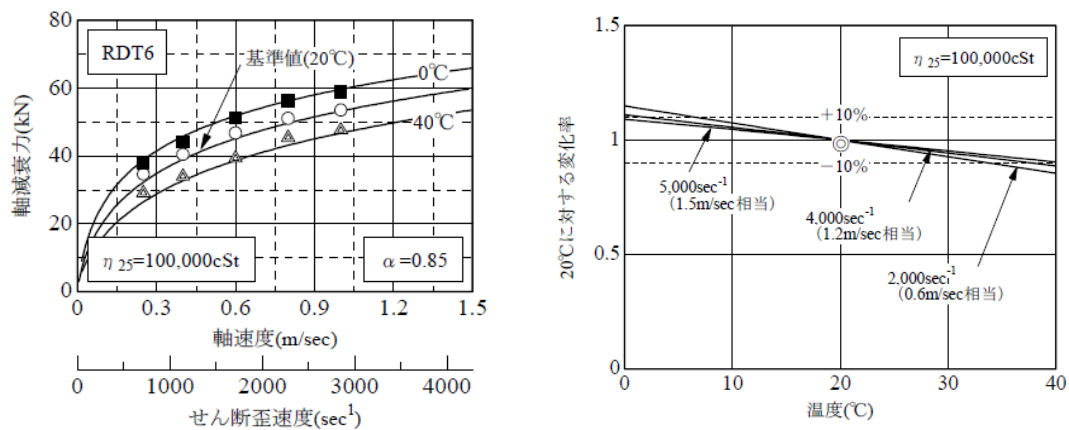 80
60
40
20
0
軸減衰力(kN)
RDT6
基準値(20℃)
0℃
40℃
η25=100,000cSt
α=0.85
0 0.3 0.6 0.9 1.2 1.5
軸速度(m/sec)
0 1000 2000 3000 4000
せん断歪速度(sec1)
1.5
1
0.5
0
20℃に対する変化率
η25=100,000cSt
+10%
-10%
5,000sec-1
(1.5m/sec相当)
4,000sec-1
(1.2m/sec相当)
2,000sec-1
(0.6m/sec相当)
0 10 20 30 40
温度(℃)